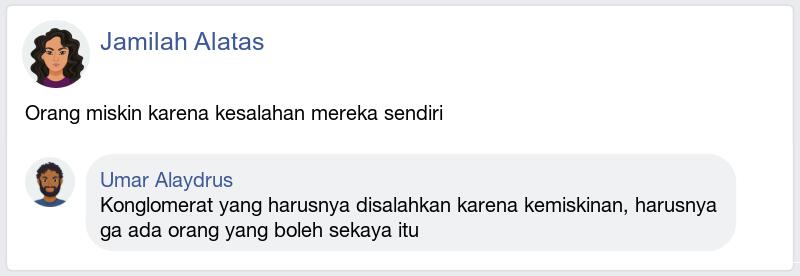 Jamilah Alatas
Orang miskin karena kesalahan mereka sendiri
Umar Alaydrus
Konglomerat yang harusnya disalahkan karena kemiskinan, harusnya
ga ada orang yang boleh sekaya itu